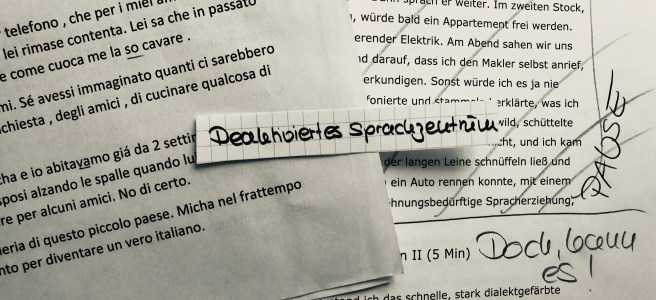 telefono , che per i miei
lei rimase contenta. Lei sa che in passato
e come cuoca me la so cavare .
mi. Sé avessi immaginato quanti ci sarebbero
chiesta , degli amici , di cucinare qualcosa di
cha e io abitavamo giá da 2
sposi alzando le spalle quando
re per alcuni amici. No di certo.
eria di questo piccolo paese. Micha nel frattempo
nto per diventare un vero italiano.
Deaktiviertes Sprachzentrum
er weiter. Im zweiten Stock,
, würde bald ein Appartement frei werden.
erender Elektrik. Am Abend sahen wir uns
darauf, dass ich den Makler selbst anrief,
erkundigen. Sonst würde ich es ja nie
fonierte und erklärte, was ich
wild, schüttelte
cht, und ich kam
der langen Leine schnüffeln ließ und
ein Auto rennen konnte, mit einem
hnungsbedürftige Spracherziehung,
PAUSE
II (5 Min) Doch, kann
es!
ich das schnelle, stark dialektgefärbte